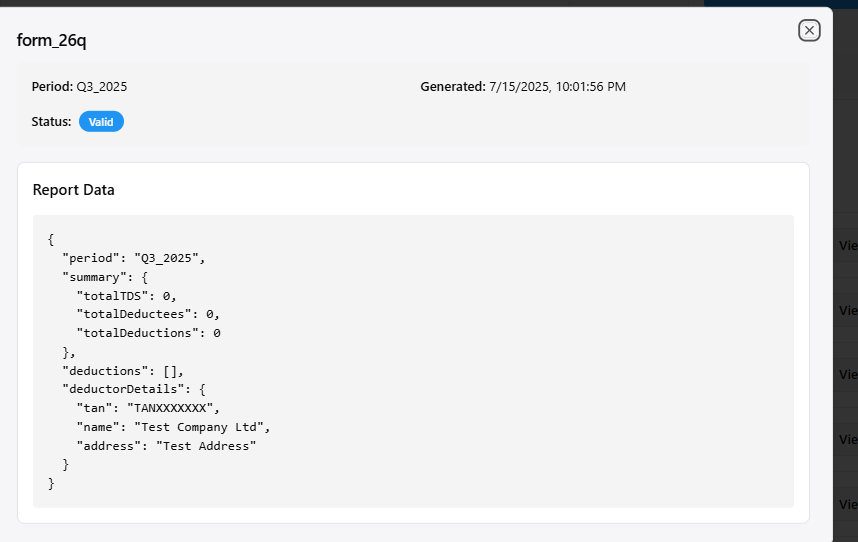 form_26q
Period: Q3_2025
Generated: 7/15/2025, 10:01:56 PM
Status: Valid
Report Data
{
"period": "Q3_2025",
"summary": {
"totalTDS": 0,
"totalDeductees": 0,
"totalDeductions": 0
},
"deductions": [],
"deductorDetails": {
"tan": "TANXXXXXXX",
"name": "Test Company Ltd",
"address": "Test Address"
}
}
Vie
Vie
Vie
Vie
Vie